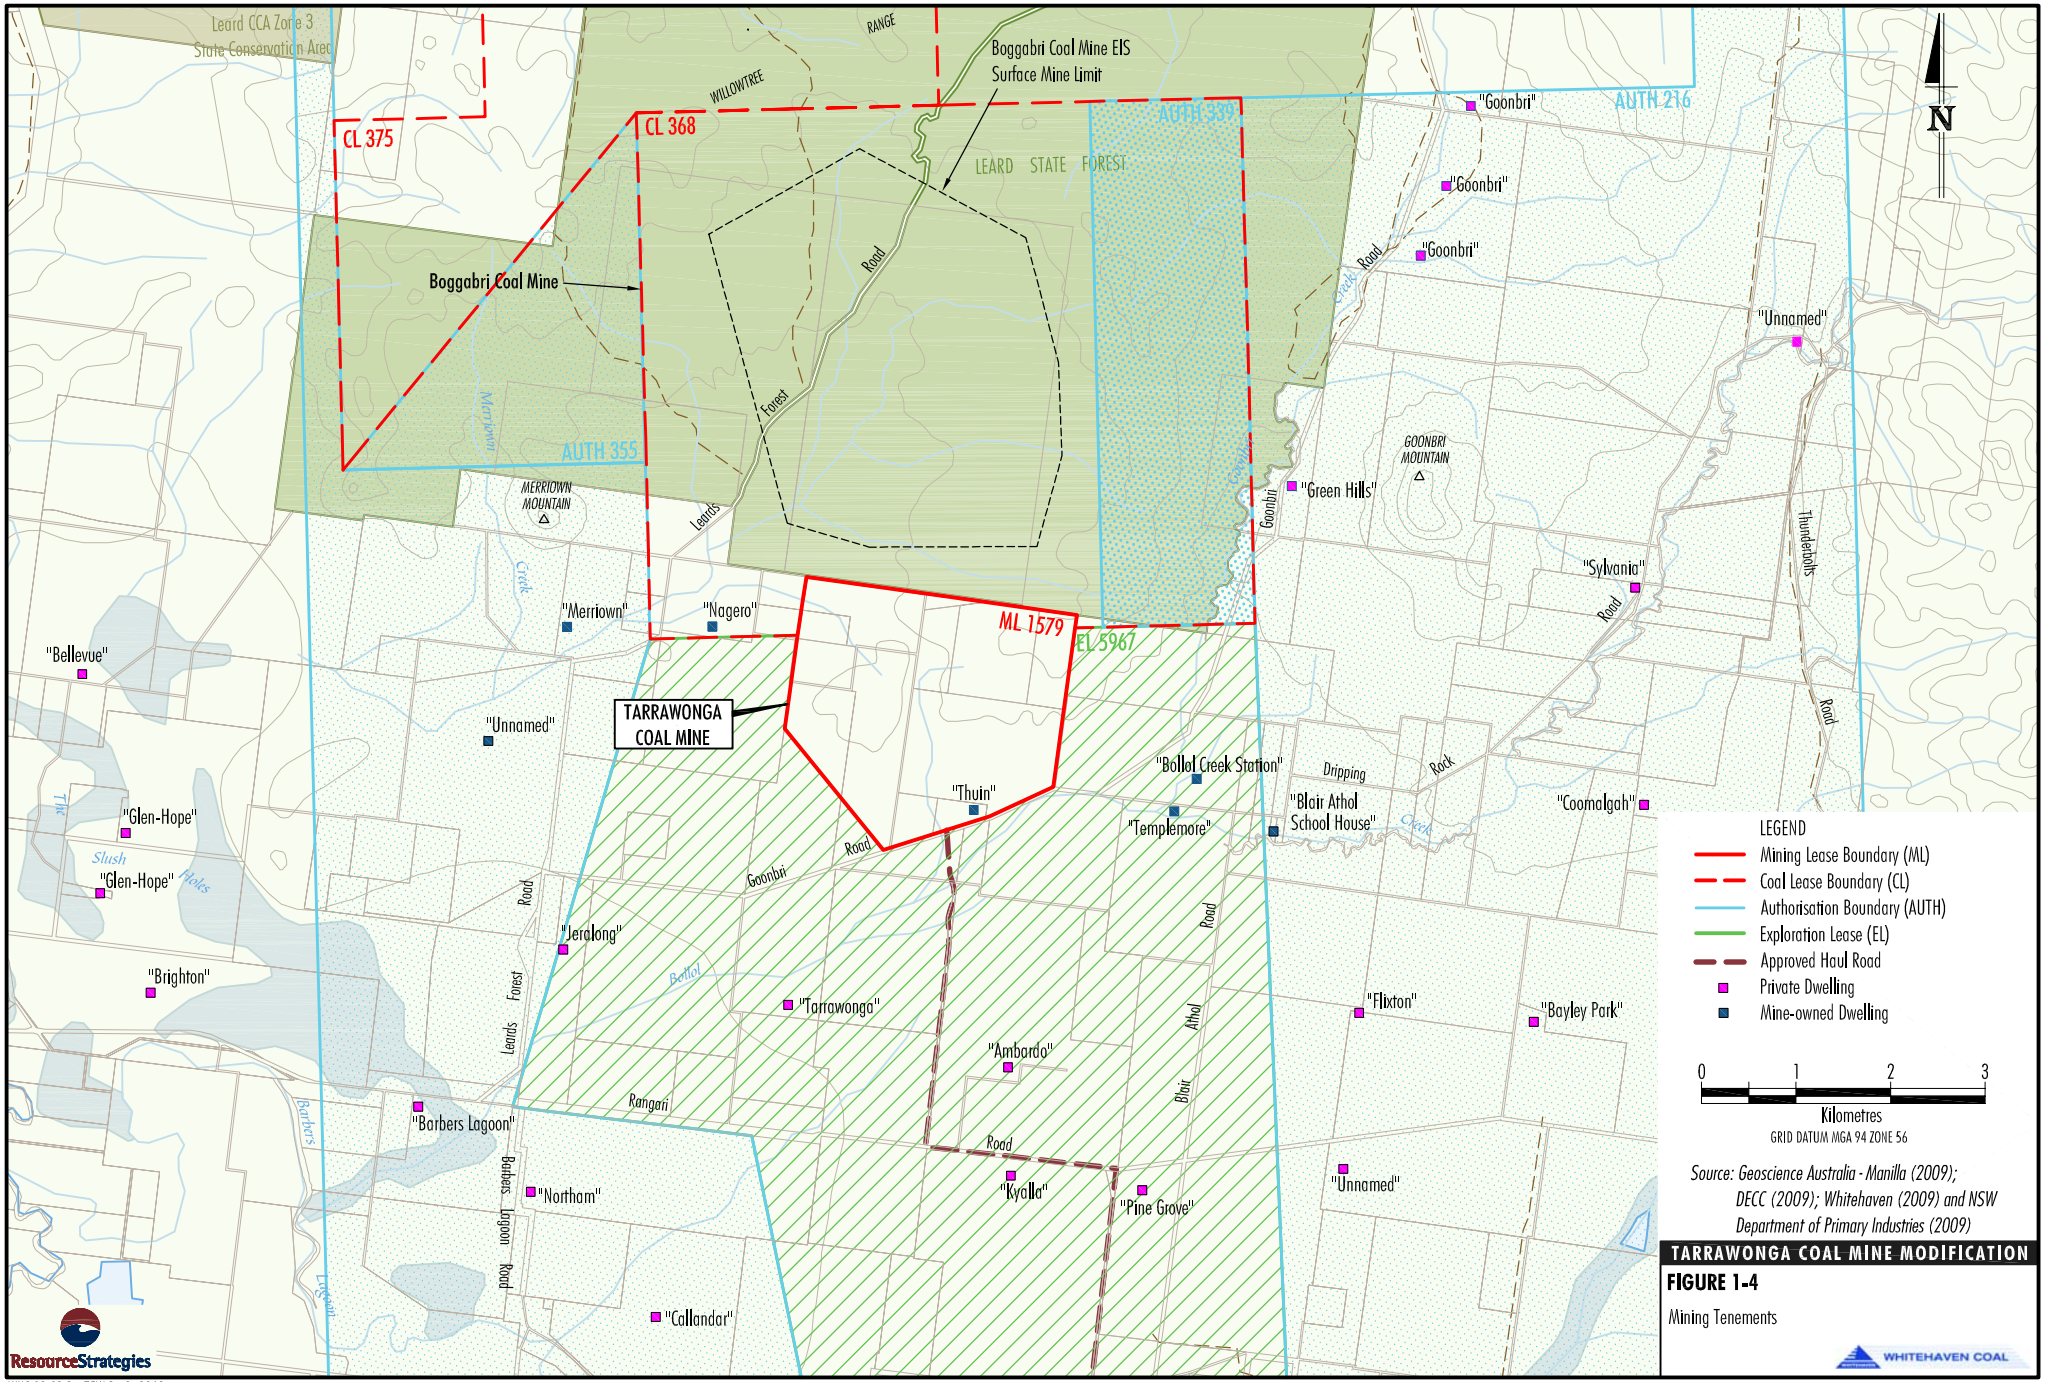 Leard CCA Zone 3
State Conservation Area
RANGE
WILLOWTREE
Boggabri Coal Mine EIS
Surface Mine Limit
AUTH 216
"Goonbri"
N
CL 375
CL 368
AUTH 339
LEARD STATE FOREST
"Goonbri"
"Goonbri"
Road
Creek
Road
Boggabri Coal Mine
"Unnamed"
Forest
Merriown
AUTH 355
GOONBRI
MOUNTAIN
MERRIOWN
MOUNTAIN
Leards
Goonbri
"Green Hills"
Thunderbolts
Creek
"Sylvania"
Road
"Merriown"
"Nagero"
ML 1579
EL 5967
"Bellevue"
TARRAWONGA
COAL MINE
"Unnamed"
Road
"Bollol Creek Station"
Dripping
Rock
"Thuin"
"Templemore"
"Blair Athol
School House"
Creek
"Coomalgah"
The
"Glen-Hope"
Slush
Holes
"Glen-Hope"
Road
Goonbri
Road
Road
"Jeralong"
Bollol
Forest
Leards
"Brighton"
"Tarrawonga"
Athol
"Flixton"
"Bayley Park"
"Ambardo"
Blair
Rangari
Road
Barbers
"Barbers Lagoon"
Barbers
Lagoon
Road
"Northam"
"Kyalla"
"Pine Grove"
"Unnamed"
Lagoon
"Callandar"
LEGEND
Mining Lease Boundary (ML)
Coal Lease Boundary (CL)
Authorisation Boundary (AUTH)
Exploration Lease (EL)
Approved Haul Road
Private Dwelling
Mine-owned Dwelling
0 1 2 3
Kilometres
GRID DATUM MGA 94 ZONE 56
Source: Geoscience Australia - Manilla (2009);
DECC (2009); Whitehaven (2009) and NSW
Department of Primary Industries (2009)
TARRAWONGA COAL MINE MODIFICATION
FIGURE 1-4
Mining Tenements
WHITEHAVEN COAL
WHITEHAVEN
ResourceStrategies